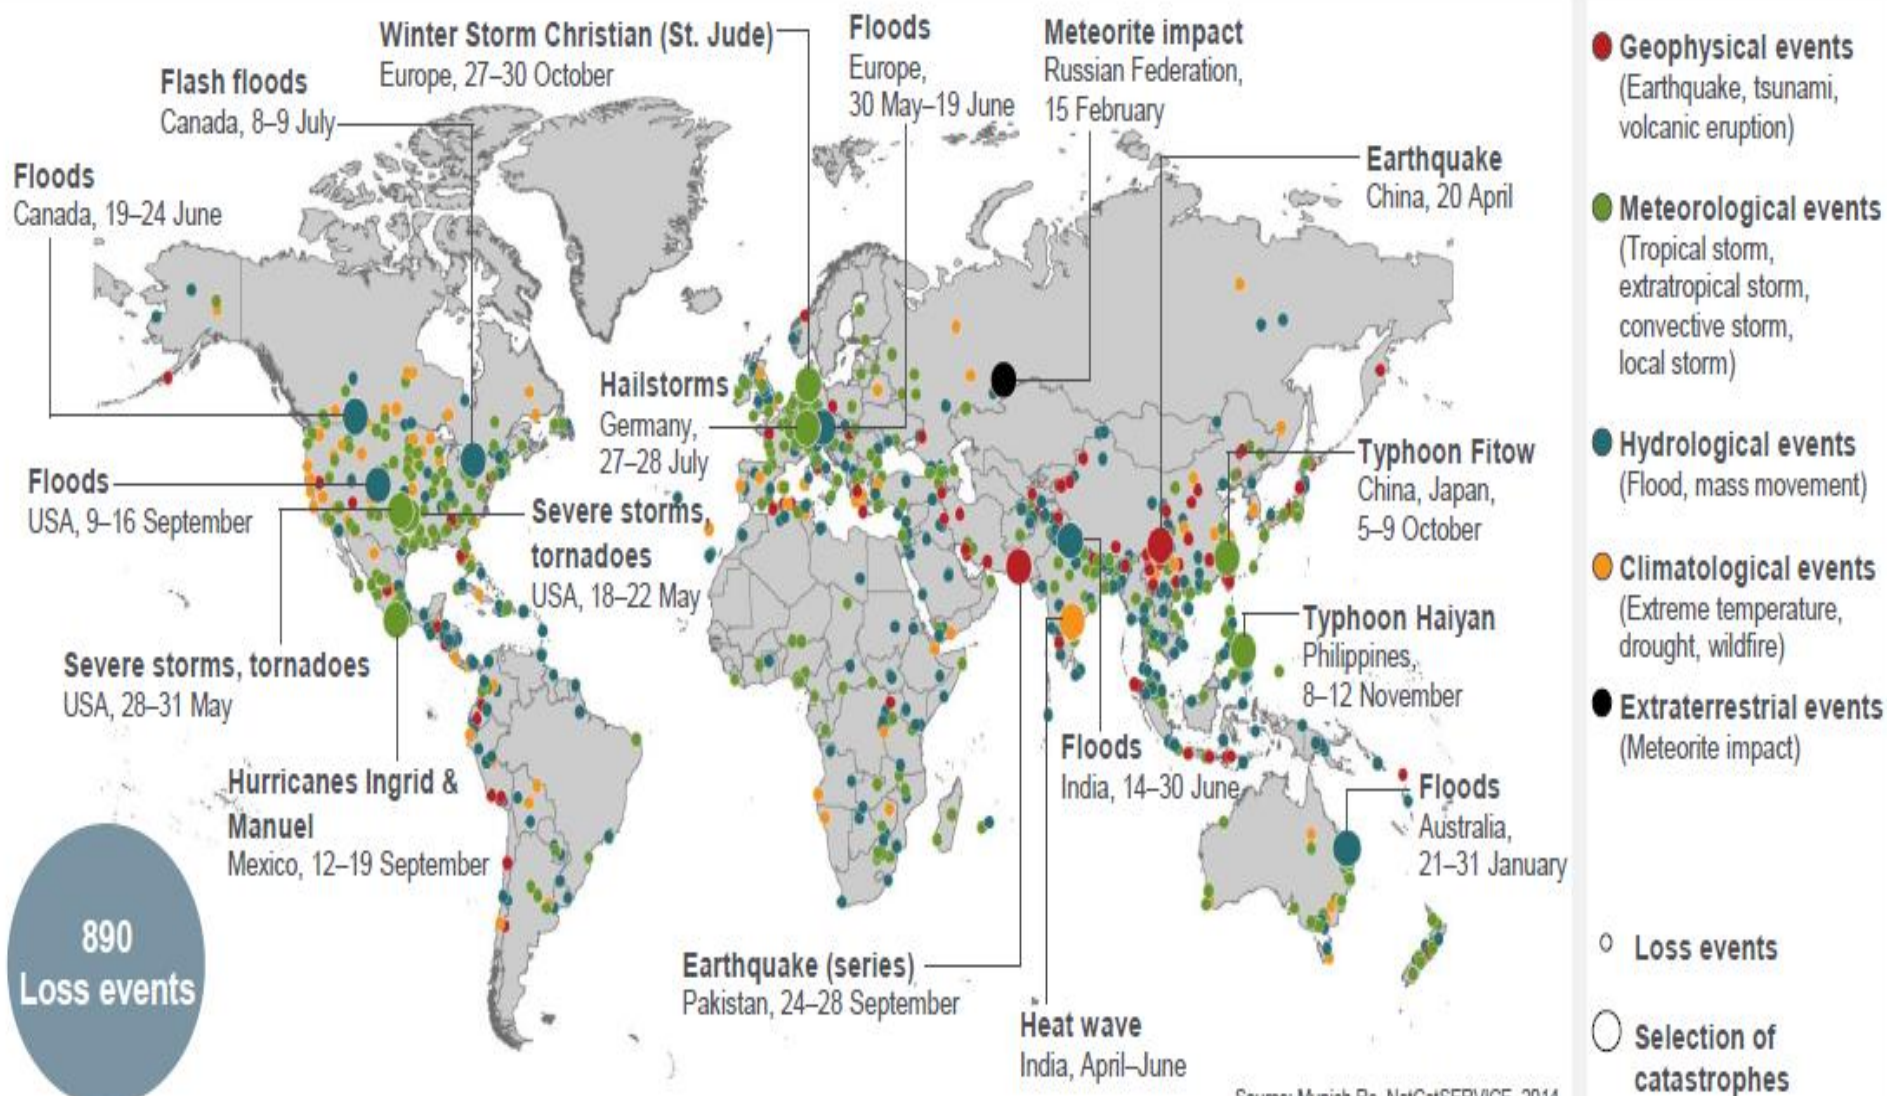 Winter Storm Christian (St. Jude)
Europe, 27–30 October
Floods
Europe,
30 May–19 June
Meteorite impact
Russian Federation,
15 February
Flash floods
Canada, 8–9 July
Floods
Canada, 19–24 June
Earthquake
China, 20 April
Hailstorms
Germany,
27–28 July
Floods
USA, 9–16 September
Severe storms,
tornadoes
USA, 18–22 May
Typhoon Fitow
China, Japan,
5–9 October
Severe storms, tornadoes
USA, 28–31 May
Typhoon Haiyan
Philippines,
8–12 November
Hurricanes Ingrid &
Manuel
Mexico, 12–19 September
Floods
India, 14–30 June
Floods
Australia,
21–31 January
Earthquake (series)
Pakistan, 24–28 September
Heat wave
India, April–June
890
Loss events
Geophysical events
(Earthquake, tsunami,
volcanic eruption)
Meteorological events
(Tropical storm,
extratropical storm,
convective storm,
local storm)
Hydrological events
(Flood, mass movement)
Climatological events
(Extreme temperature,
drought, wildfire)
Extraterrestrial events
(Meteorite impact)
Loss events
Selection of
catastrophes